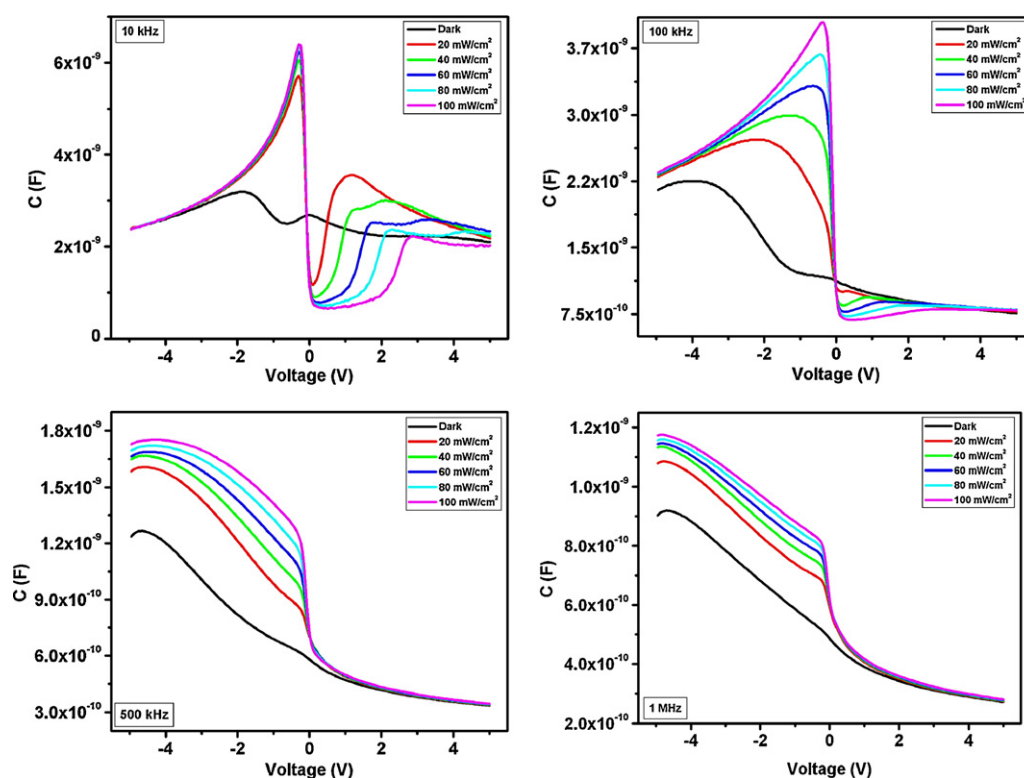 10 kHz
Dark
20 mW/cm²
40 mW/cm²
60 mW/cm²
80 mW/cm²
100 mW/cm²
6x10⁻⁹
4x10⁻⁹
2x10⁻⁹
0
C (F)
-4 -2 0 2 4
Voltage (V)
100 kHz
Dark
20 mW/cm²
40 mW/cm²
60 mW/cm²
80 mW/cm²
100 mW/cm²
3.7x10⁻⁹
3.0x10⁻⁹
2.2x10⁻⁹
1.5x10⁻⁹
7.5x10⁻¹⁰
C (F)
-4 -2 0 2 4
Voltage (V)
Dark
20 mW/cm²
40 mW/cm²
60 mW/cm²
80 mW/cm²
100 mW/cm²
1.8x10⁻⁹
1.5x10⁻⁹
1.2x10⁻⁹
9.0x10⁻¹⁰
6.0x10⁻¹⁰
3.0x10⁻¹⁰
C (F)
500 kHz
-4 -2 0 2 4
Voltage (V)
Dark
20 mW/cm²
40 mW/cm²
60 mW/cm²
80 mW/cm²
100 mW/cm²
1.2x10⁻⁹
1.0x10⁻⁹
8.0x10⁻¹⁰
6.0x10⁻¹⁰
4.0x10⁻¹⁰
2.0x10⁻¹⁰
C (F)
1 MHz
-4 -2 0 2 4
Voltage (V)